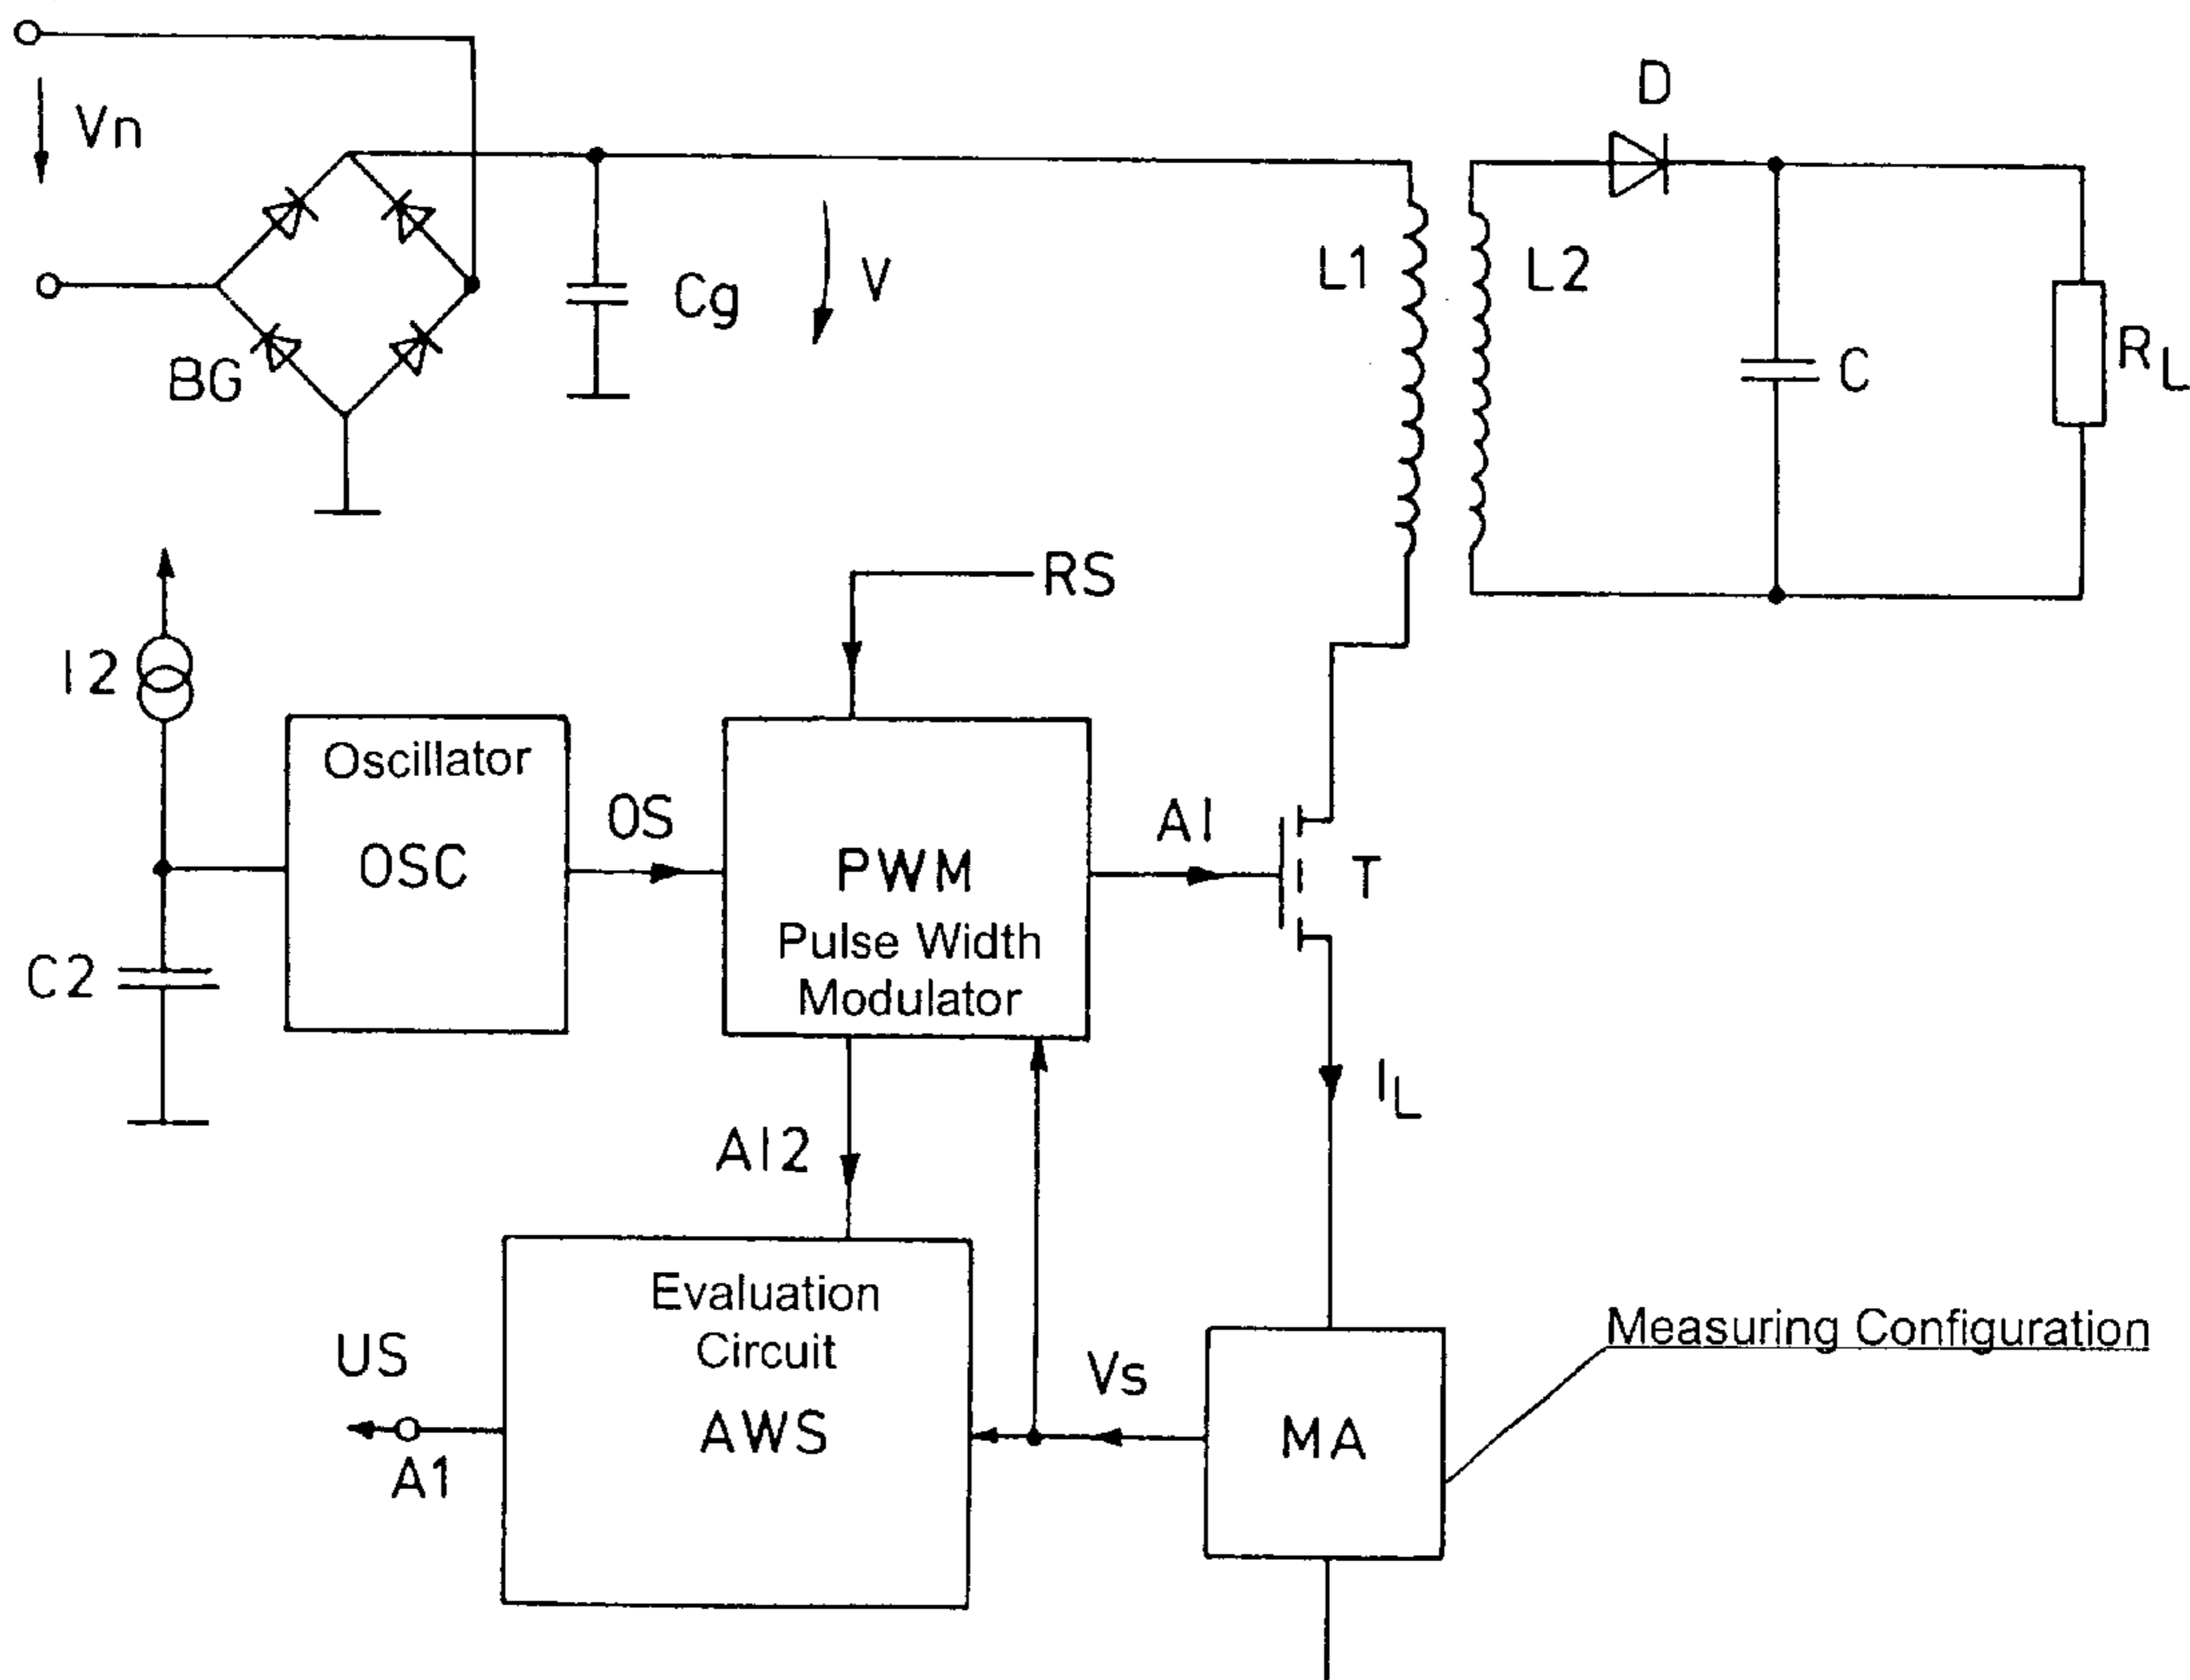 Vn
D
BG
Cg
V
L1
L2
C
RL
RS
I2
Oscillator
OSC
OS
PWM
Pulse Width
Modulator
AI
T
C2
IL
AI2
Evaluation
Circuit
AWS
US
A1
Vs
MA
Measuring Configuration